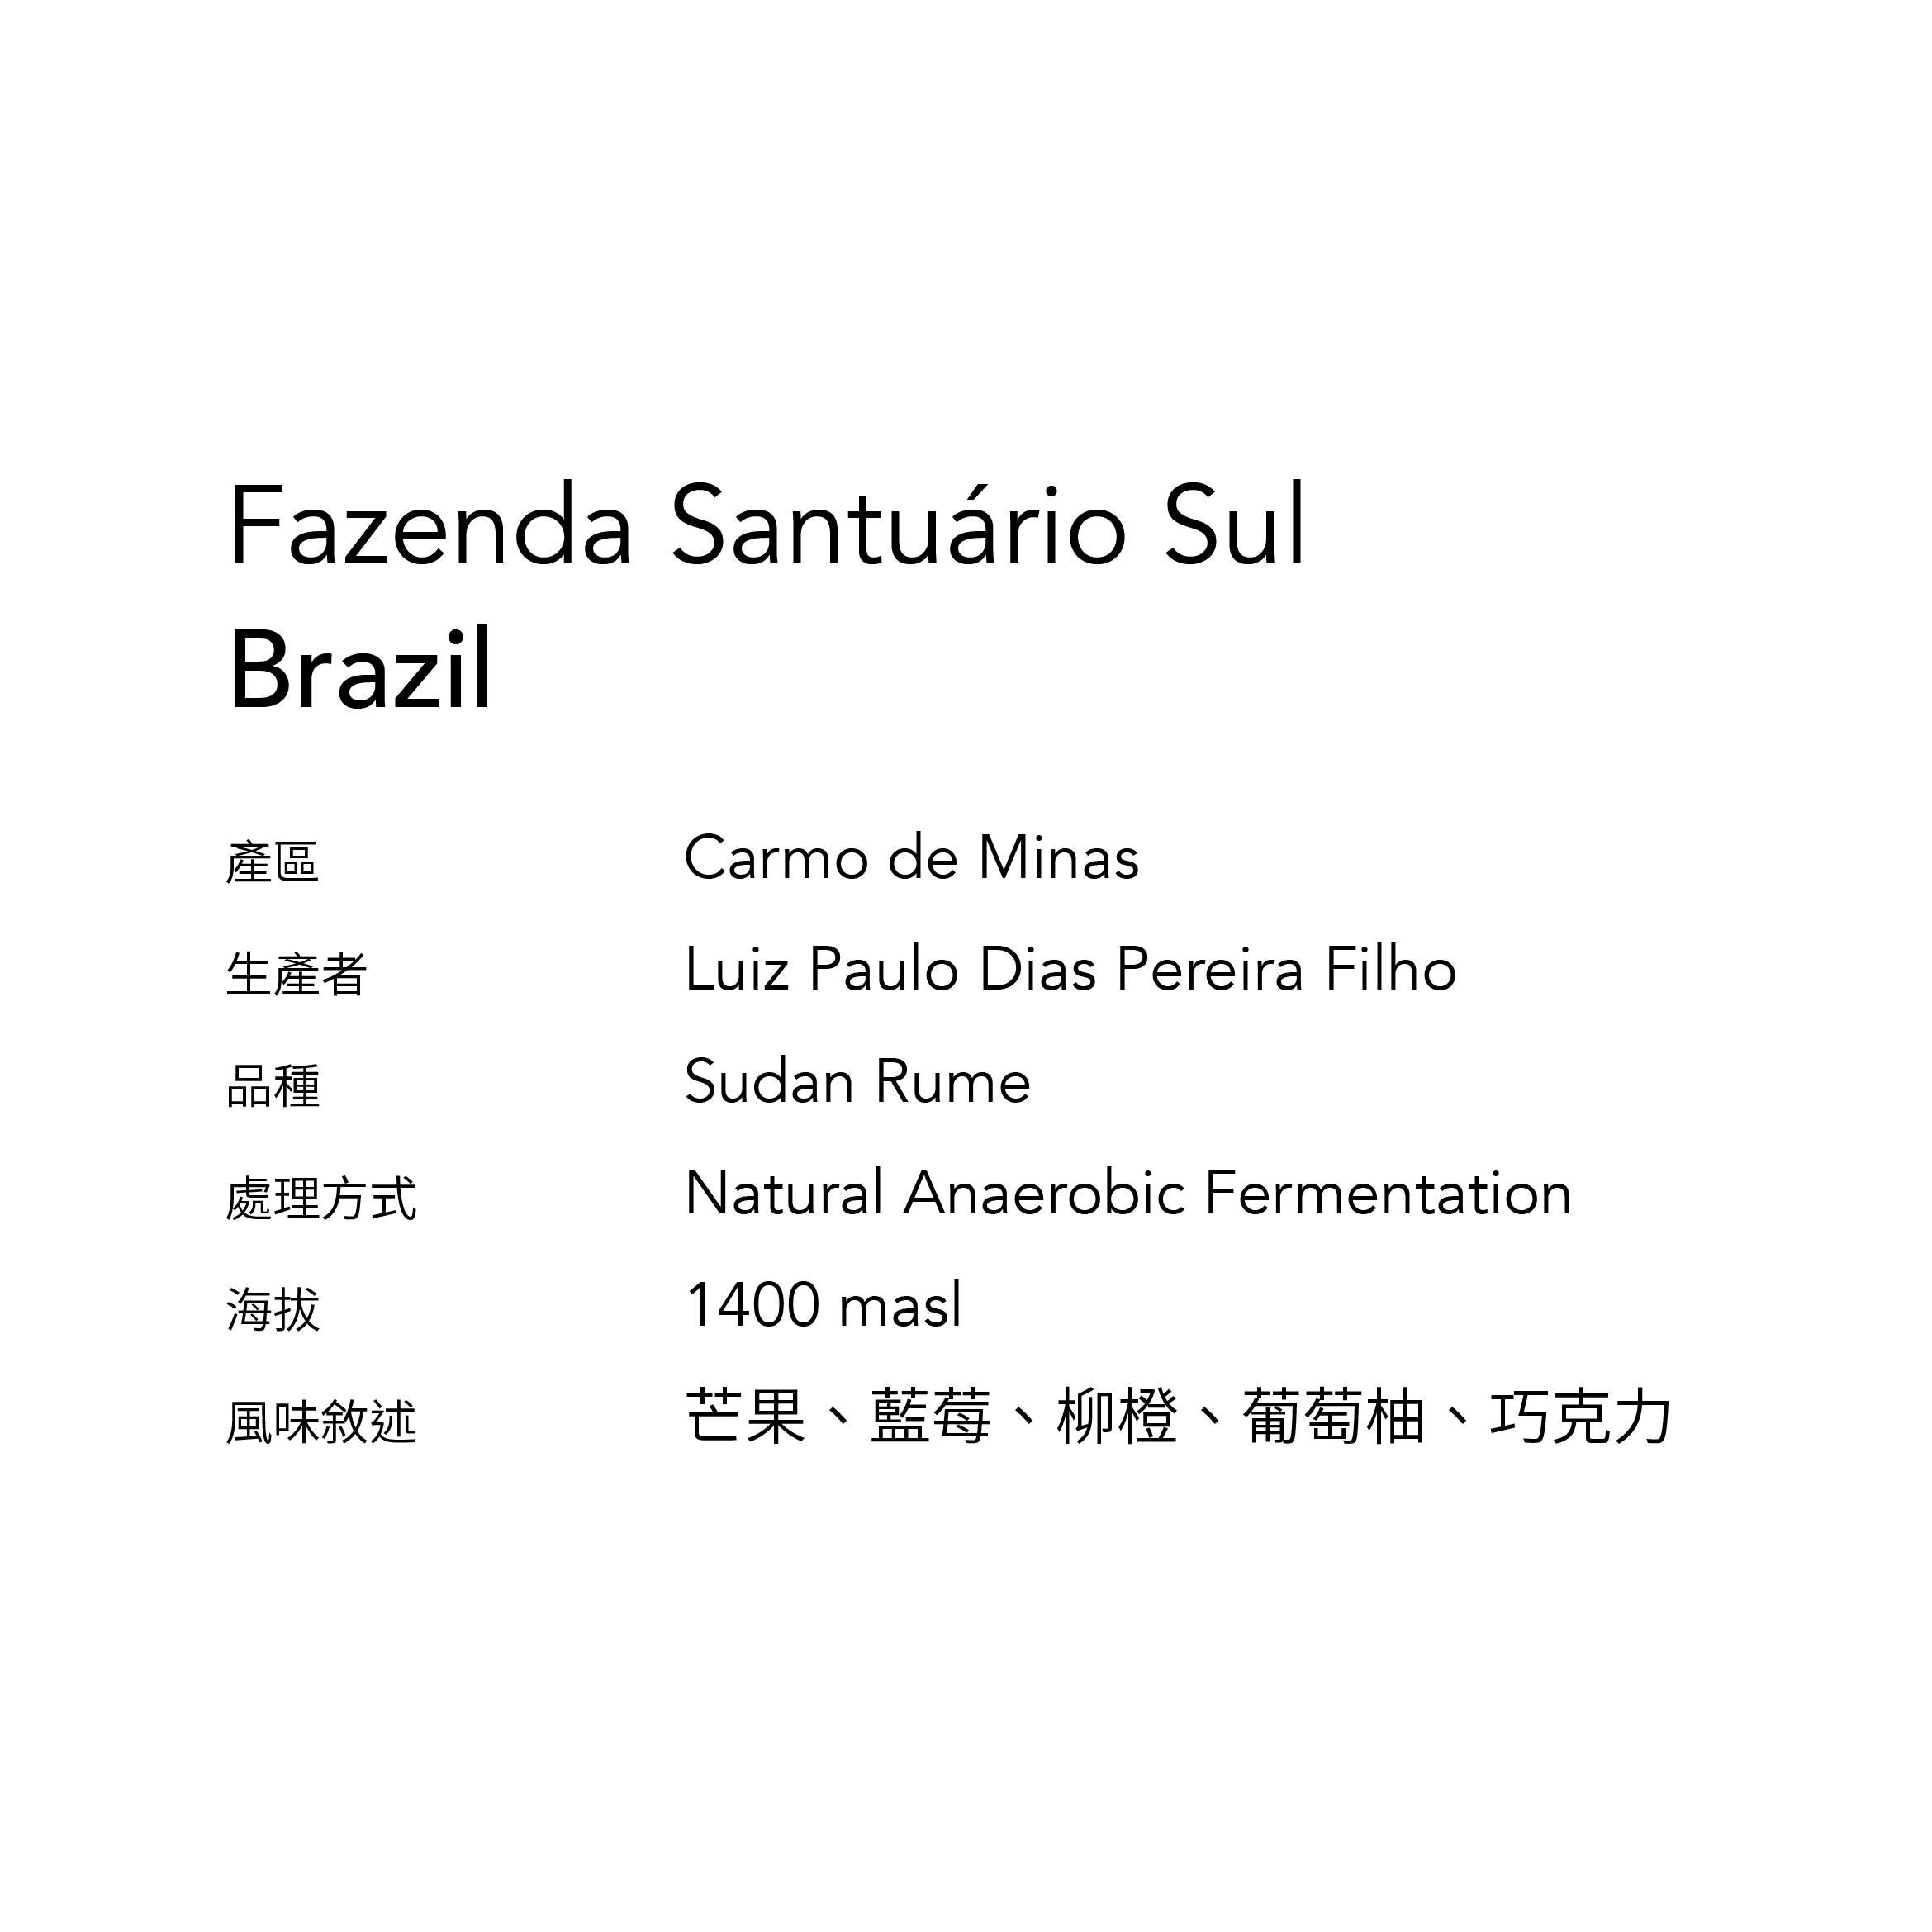 Fazenda Santuário Sul
Brazil
產區 Carmo de Minas
生產者 Luiz Paulo Dias Pereira Filho
品種 Sudan Rume
處理方式 Natural Anaerobic Fermentation
海拔 1400 masl
風味敘述 芒果、藍莓、柳橙、葡萄柚、巧克力